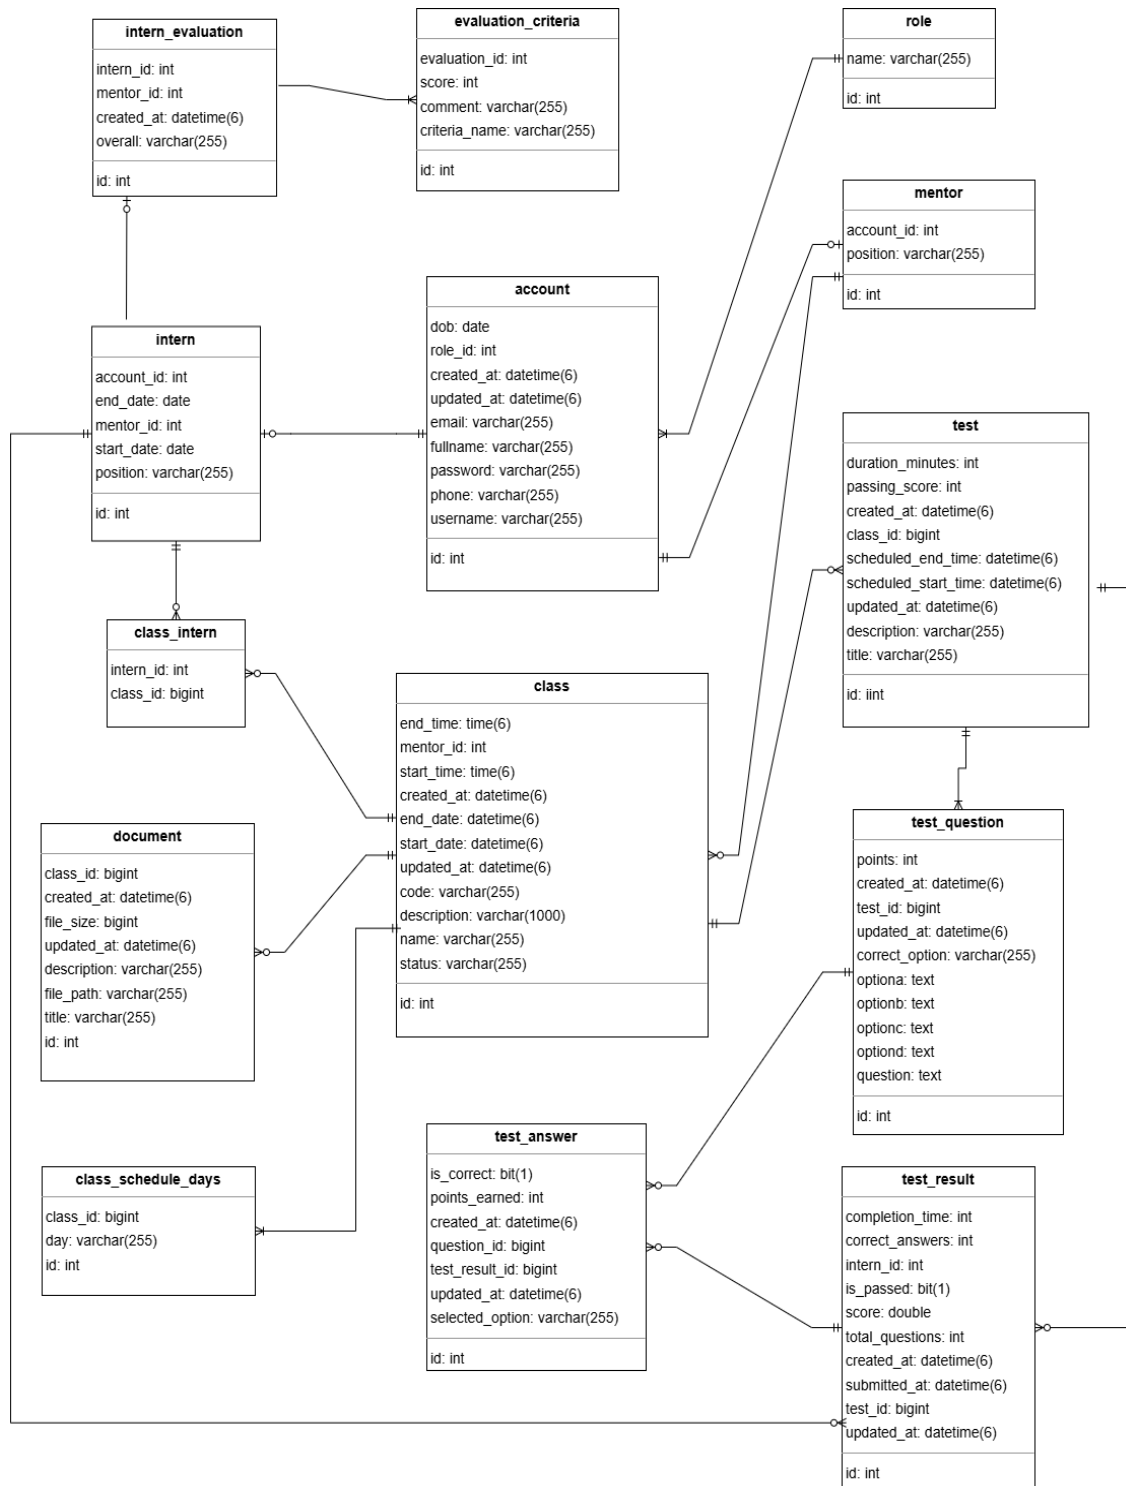 intern_evaluation
intern_id: int
mentor_id: int
created_at: datetime(6)
overall: varchar(255)
id: int
evaluation_criteria
evaluation_id: int
score: int
comment: varchar(255)
criteria_name: varchar(255)
id: int
role
name: varchar(255)
id: int
mentor
account_id: int
position: varchar(255)
id: int
account
dob: date
role_id: int
created_at: datetime(6)
updated_at: datetime(6)
email: varchar(255)
fullname: varchar(255)
password: varchar(255)
phone: varchar(255)
username: varchar(255)
id: int
intern
account_id: int
end_date: date
mentor_id: int
start_date: date
position: varchar(255)
id: int
test
duration_minutes: int
passing_score: int
created_at: datetime(6)
class_id: bigint
scheduled_end_time: datetime(6)
scheduled_start_time: datetime(6)
updated_at: datetime(6)
description: varchar(255)
title: varchar(255)
id: iint
class_intern
intern_id: int
class_id: bigint
class
end_time: time(6)
mentor_id: int
start_time: time(6)
created_at: datetime(6)
end_date: datetime(6)
start_date: datetime(6)
updated_at: datetime(6)
code: varchar(255)
description: varchar(1000)
name: varchar(255)
status: varchar(255)
id: int
document
class_id: bigint
created_at: datetime(6)
file_size: bigint
updated_at: datetime(6)
description: varchar(255)
file_path: varchar(255)
title: varchar(255)
id: int
test_question
points: int
created_at: datetime(6)
test_id: bigint
updated_at: datetime(6)
correct_option: varchar(255)
optiona: text
optionb: text
optionc: text
optiond: text
question: text
id: int
test_answer
is_correct: bit(1)
points_earned: int
created_at: datetime(6)
question_id: bigint
test_result_id: bigint
updated_at: datetime(6)
selected_option: varchar(255)
id: int
class_schedule_days
class_id: bigint
day: varchar(255)
id: int
test_result
completion_time: int
correct_answers: int
intern_id: int
is_passed: bit(1)
score: double
total_questions: int
created_at: datetime(6)
submitted_at: datetime(6)
test_id: bigint
updated_at: datetime(6)
id: int